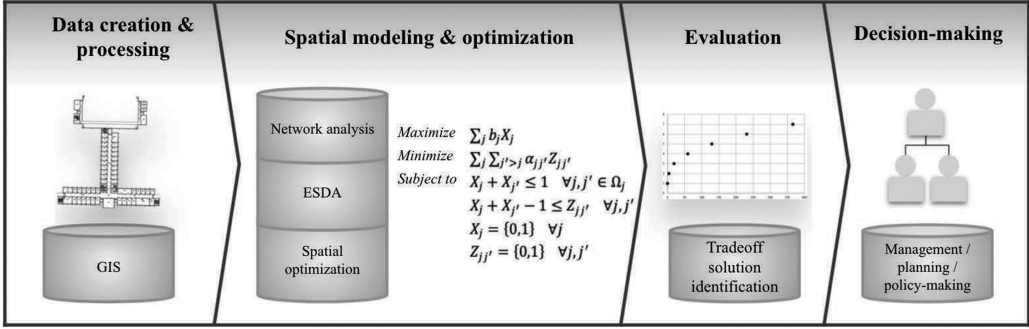 Data creation &
processing
GIS
Spatial modeling & optimization
Network analysis
ESDA
Spatial
optimization
Maximize ∑ⱼ bⱼXⱼ
Minimize ∑ⱼ ∑ⱼ′>ⱼ αⱼⱼ′Zⱼⱼ′
Subject to Xⱼ + Xⱼ′ ≤ 1 ∀j, j′ ∈ Ωⱼ
Xⱼ + Xⱼ′ − 1 ≤ Zⱼⱼ′ ∀j, j′
Xⱼ = {0,1} ∀j
Zⱼⱼ′ = {0,1} ∀j, j′
Evaluation
Tradeoff
solution
identification
Decision-making
Management /
planning /
policy-making